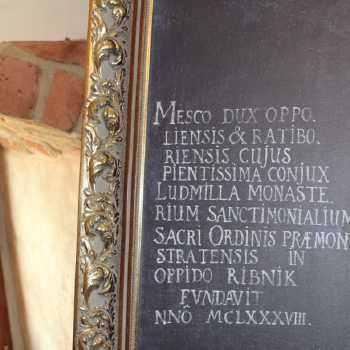 MESCO DUX OPPO.
LIENSIS & RATIBO.
RIENSIS CUJUS
PIENTISSIMA CONJUX
LUDMILLA MONASTE.
RIUM SANCTIMONIALIUM
SACRI ORDINIS PRÆMON
STRATENSIS IN
OPPIDO RIBNIK
FUNDAVIT
NNO MCLXXXVIII.